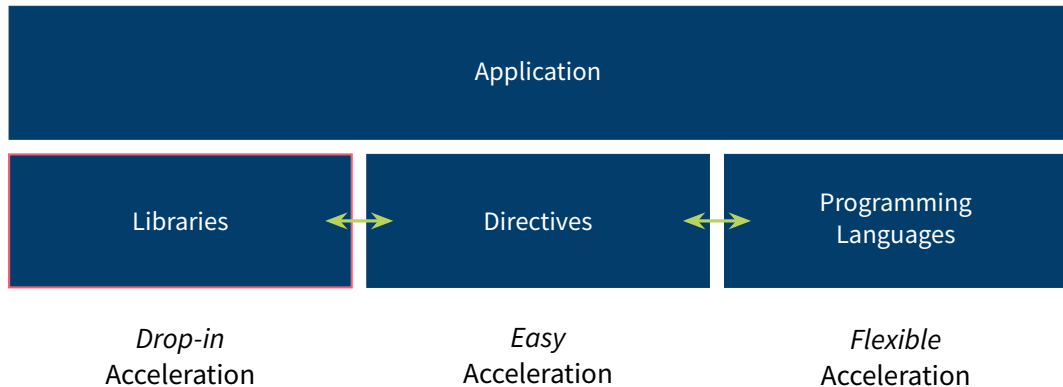 Application
Libraries
Directives
Programming
Languages
Drop-in
Acceleration
Easy
Acceleration
Flexible
Acceleration